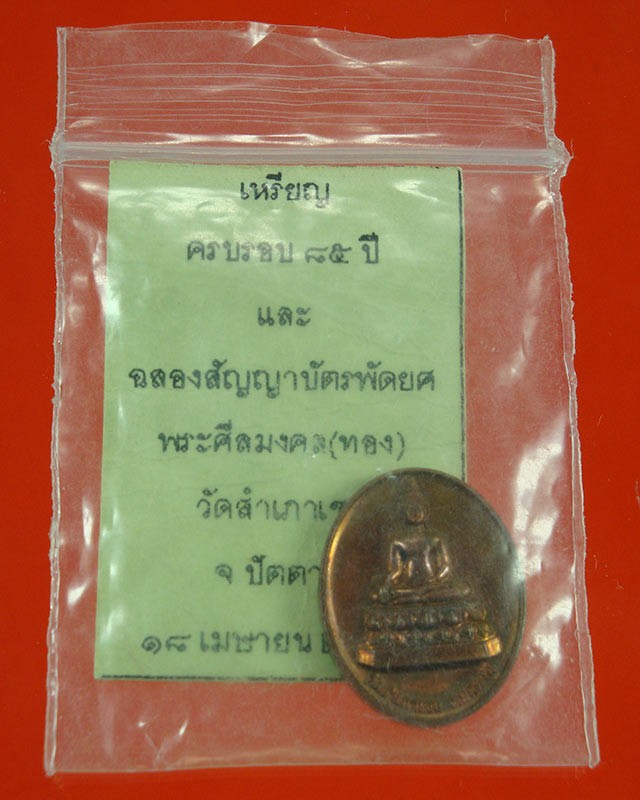 เหรียญ
ครบรอบ ๘๕ ปี
และ
ฉลองสัญญาบัตรพัดยศ
พระศีลมงคล(ทอง)
วัดสำเภาเช
จ ปัตตา
๑๘ เมษายน